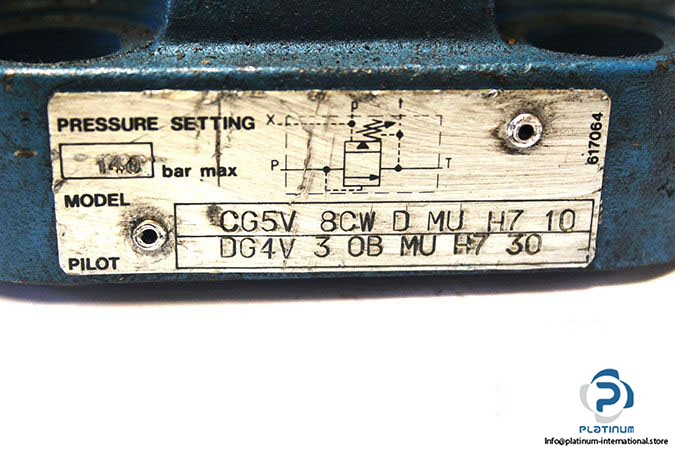 PRESSURE SETTING
140 bar max
X
p
t
P
T
617064
MODEL
CG5V 8CW D MU H7 10
PILOT
DG4V 3 0B MU H7 30
P
PLATINUM
info@platinum-international.store